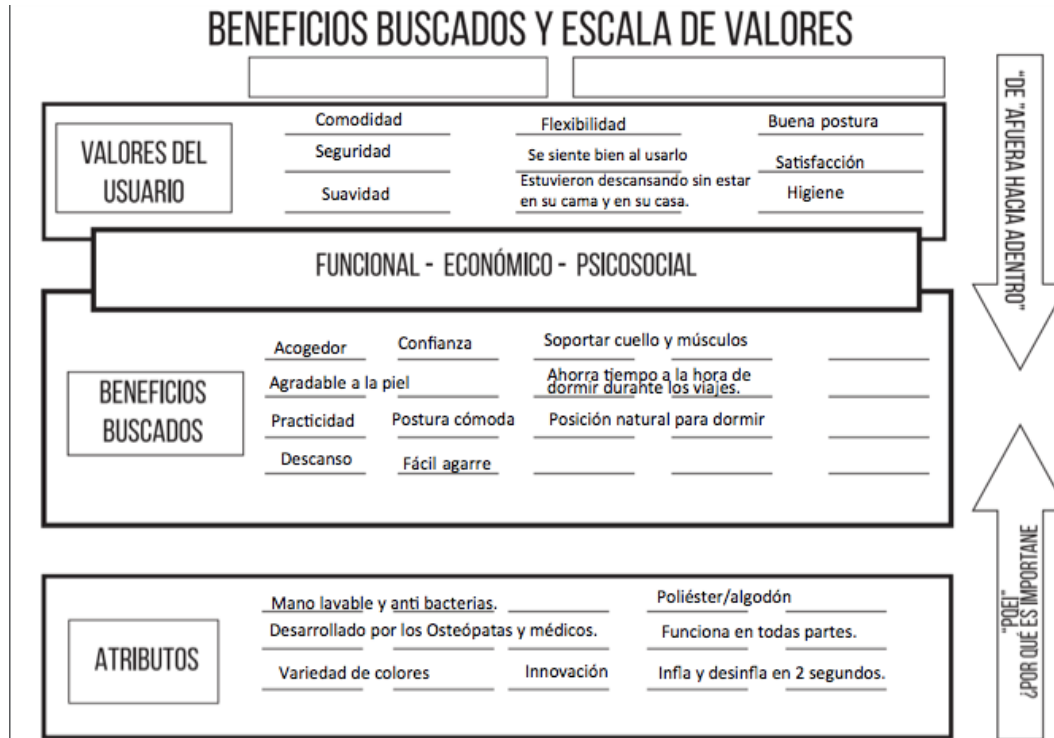 BENEFICIOS BUSCADOS Y ESCALA DE VALORES
"DE "AFUERA HACIA ADENTRO"
VALORES DEL
USUARIO
Comodidad Flexibilidad Buena postura
Seguridad Se siente bien al usarlo Satisfacción
Suavidad Estuvieron descansando sin estar
en su cama y en su casa. Higiene
FUNCIONAL - ECONÓMICO - PSICOSOCIAL
BENEFICIOS
BUSCADOS
Acogedor Confianza Soportar cuello y músculos
Agradable a la piel Ahorra tiempo a la hora de
dormir durante los viajes.
Practicidad Postura cómoda Posición natural para dormir
Descanso Fácil agarre
ATRIBUTOS
Mano lavable y anti bacterias. Poliéster/algodón
Desarrollado por los Osteópatas y médicos. Funciona en todas partes.
Variedad de colores Innovación Infla y desinfla en 2 segundos.
"POEI"
¿POR QUÉ ES IMPORTANE